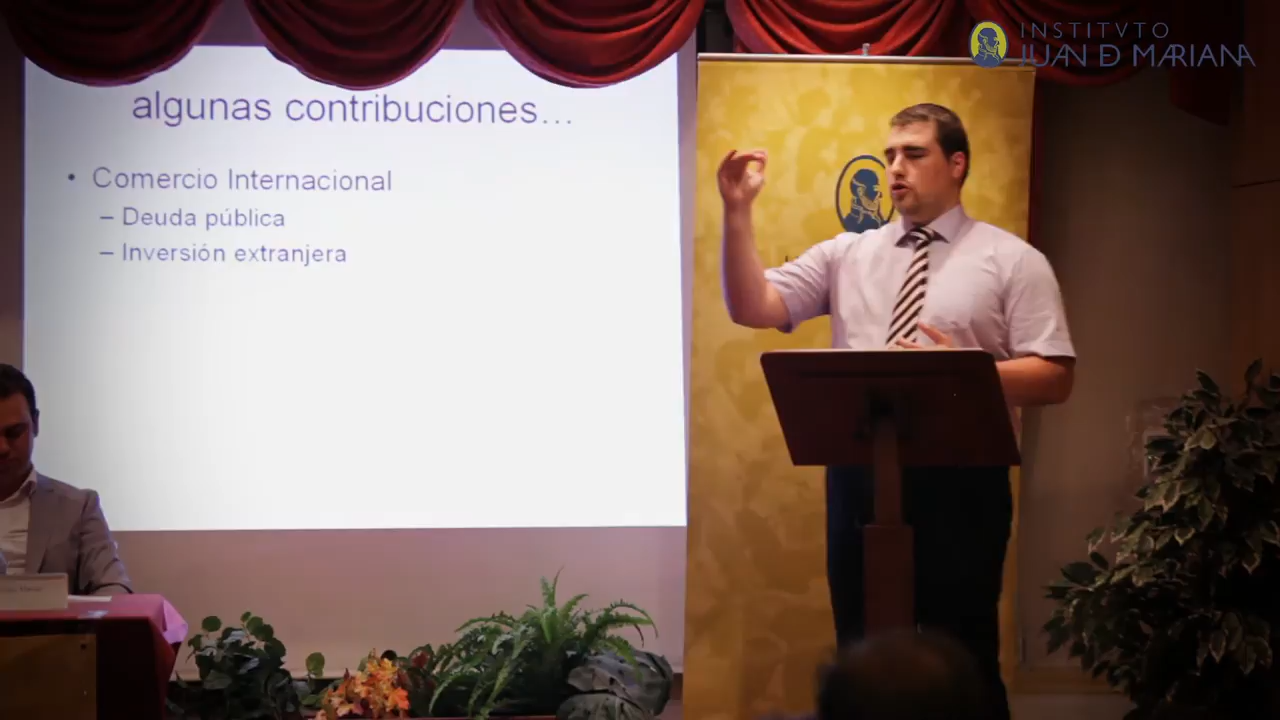 algunas contribuciones...
• Comercio Internacional
– Deuda pública
– Inversión extranjera
INSTITVTO
JUAN DE MARIANA